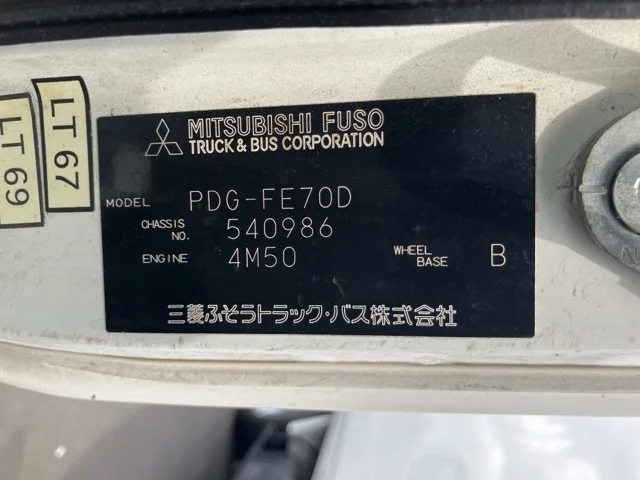 MITSUBISHI FUSO
TRUCK & BUS CORPORATION
MODEL PDG-FE70D
CHASSIS NO. 540986
ENGINE 4M50 WHEEL BASE B
三菱ふそうトラック・バス株式会社
LT 67
LT 69